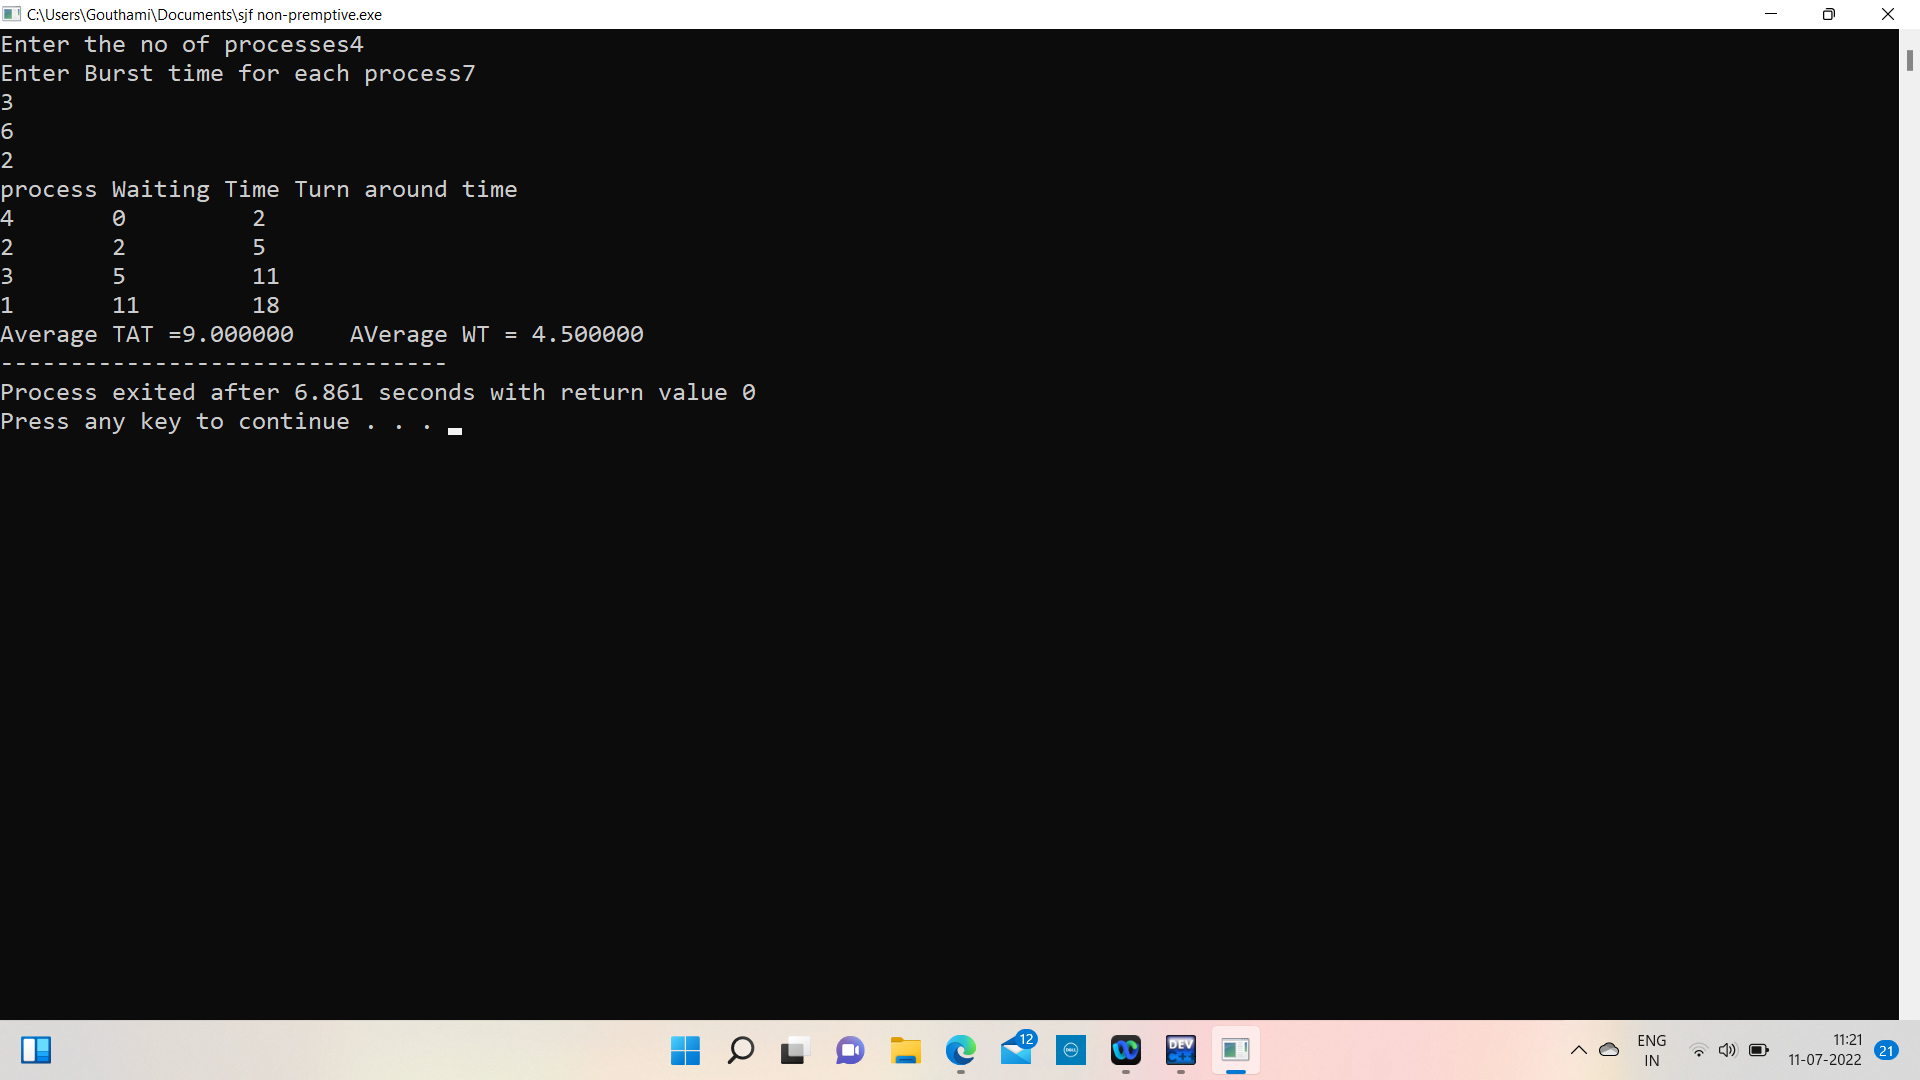 C:\Users\Gouthami\Documents\sjf non-premptive.exe
Enter the no of processes4
Enter Burst time for each process7
3
6
2
process Waiting Time Turn around time
4 0 2
2 2 5
3 5 11
1 11 18
Average TAT =9.000000 AVerage WT = 4.500000
--------------------------------
Process exited after 6.861 seconds with return value 0
Press any key to continue . . .
12
DELL
DEV
C++
ENG
IN
11:21
11-07-2022
21